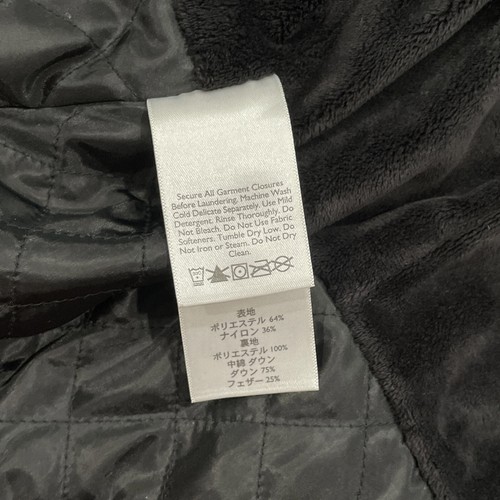 Secure All Garment Closures
Before Laundering. Machine Wash
Cold Delicate Separately. Use Mild
Detergent. Rinse Thoroughly. Do
Not Bleach. Do Not Use Fabric
Softeners. Tumble Dry Low. Do
Not Iron or Steam. Do Not Dry
Clean.
表地
ポリエステル 64%
ナイロン 36%
裏地
ポリエステル 100%
中綿 ダウン
ダウン 75%
フェザー 25%